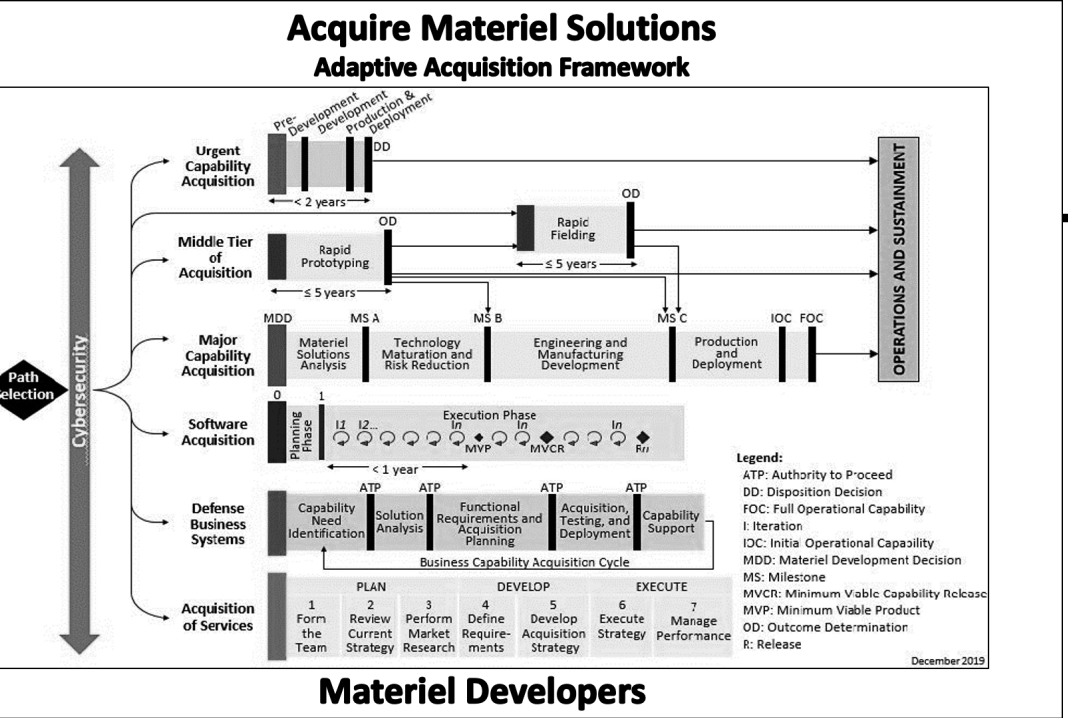 Acquire Materiel Solutions
Adaptive Acquisition Framework
Pre-
Development
Development
Production &
Deployment
Urgent
Capability
Acquisition
DD
< 2 years
OD
Rapid
Fielding
≤ 5 years
Middle Tier
of
Acquisition
OD
Rapid
Prototyping
≤ 5 years
MDD
MS A
MS B
MS C
IOC
FOC
Major
Capability
Acquisition
Materiel
Solutions
Analysis
Technology
Maturation and
Risk Reduction
Engineering and
Manufacturing
Development
Production
and
Deployment
OPERATIONS AND SUSTAINMENT
Path
Selection
Cybersecurity
0
1
Software
Acquisition
Planning
Phase
Execution Phase
I1
I2...
In
In
In
MVP
MVCR
Rn
< 1 year
ATP
ATP
ATP
ATP
Defense
Business
Systems
Capability
Need
Identification
Solution
Analysis
Functional
Requirements and
Acquisition
Planning
Acquisition,
Testing, and
Deployment
Capability
Support
Business Capability Acquisition Cycle
Acquisition
of Services
PLAN
DEVELOP
EXECUTE
1
Form
the
Team
2
Review
Current
Strategy
3
Perform
Market
Research
4
Define
Require-
ments
5
Develop
Acquisition
Strategy
6
Execute
Strategy
7
Manage
Performance
Legend:
ATP: Authority to Proceed
DD: Disposition Decision
FOC: Full Operational Capability
I: Iteration
IOC: Initial Operational Capability
MDD: Materiel Development Decision
MS: Milestone
MVCR: Minimum Viable Capability Release
MVP: Minimum Viable Product
OD: Outcome Determination
R: Release
December 2019
Materiel Developers